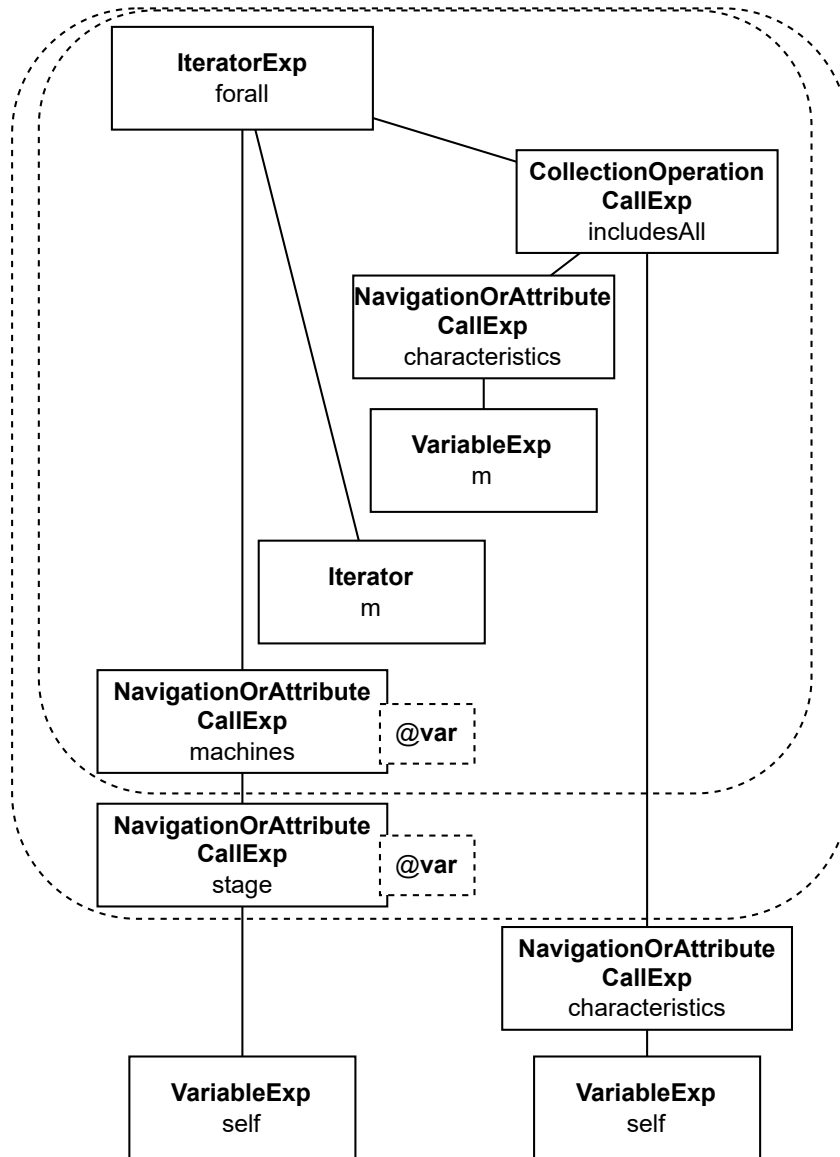 IteratorExp
forall
CollectionOperation
CallExp
includesAll
NavigationOrAttribute
CallExp
characteristics
VariableExp
m
Iterator
m
NavigationOrAttribute
CallExp
machines
@var
NavigationOrAttribute
CallExp
stage
@var
NavigationOrAttribute
CallExp
characteristics
VariableExp
self
VariableExp
self